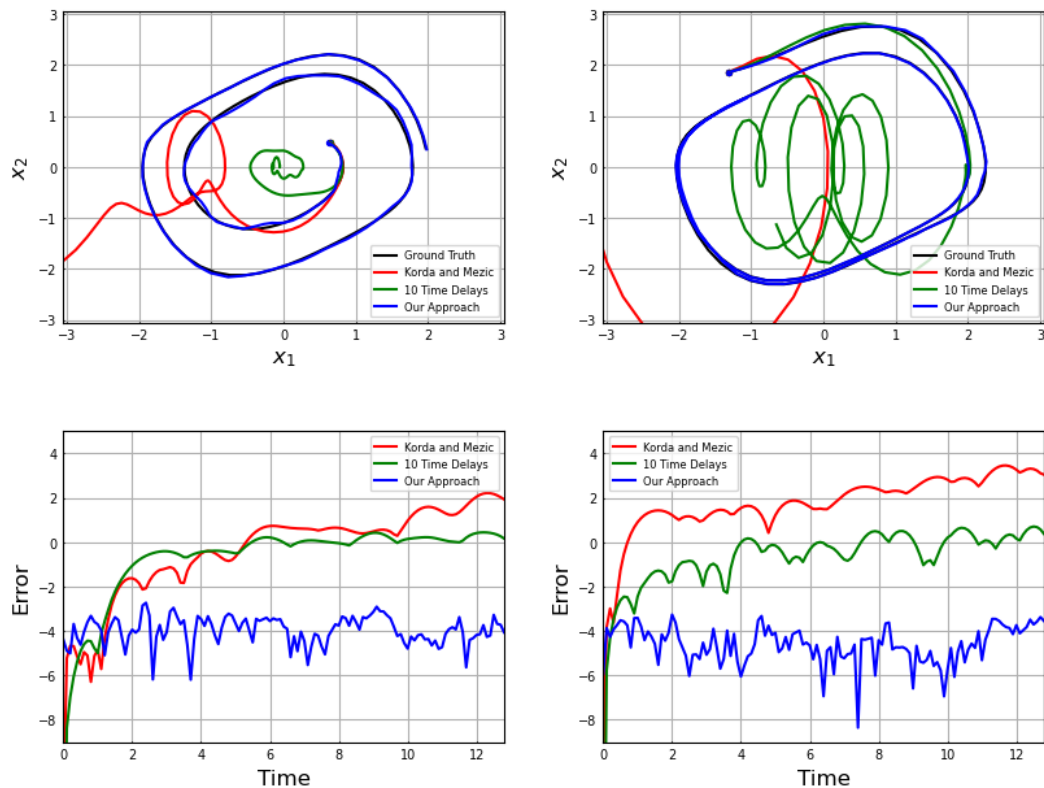 3
2
1
0
−1
−2
−3
x2
−3
−2
−1
0
1
2
3
x1
Ground Truth
Korda and Mezic
10 Time Delays
Our Approach
3
2
1
0
−1
−2
−3
x2
−3
−2
−1
0
1
2
3
x1
Ground Truth
Korda and Mezic
10 Time Delays
Our Approach
4
2
0
−2
−4
−6
−8
Error
0
2
4
6
8
10
12
Time
Korda and Mezic
10 Time Delays
Our Approach
4
2
0
−2
−4
−6
−8
Error
0
2
4
6
8
10
12
Time
Korda and Mezic
10 Time Delays
Our Approach